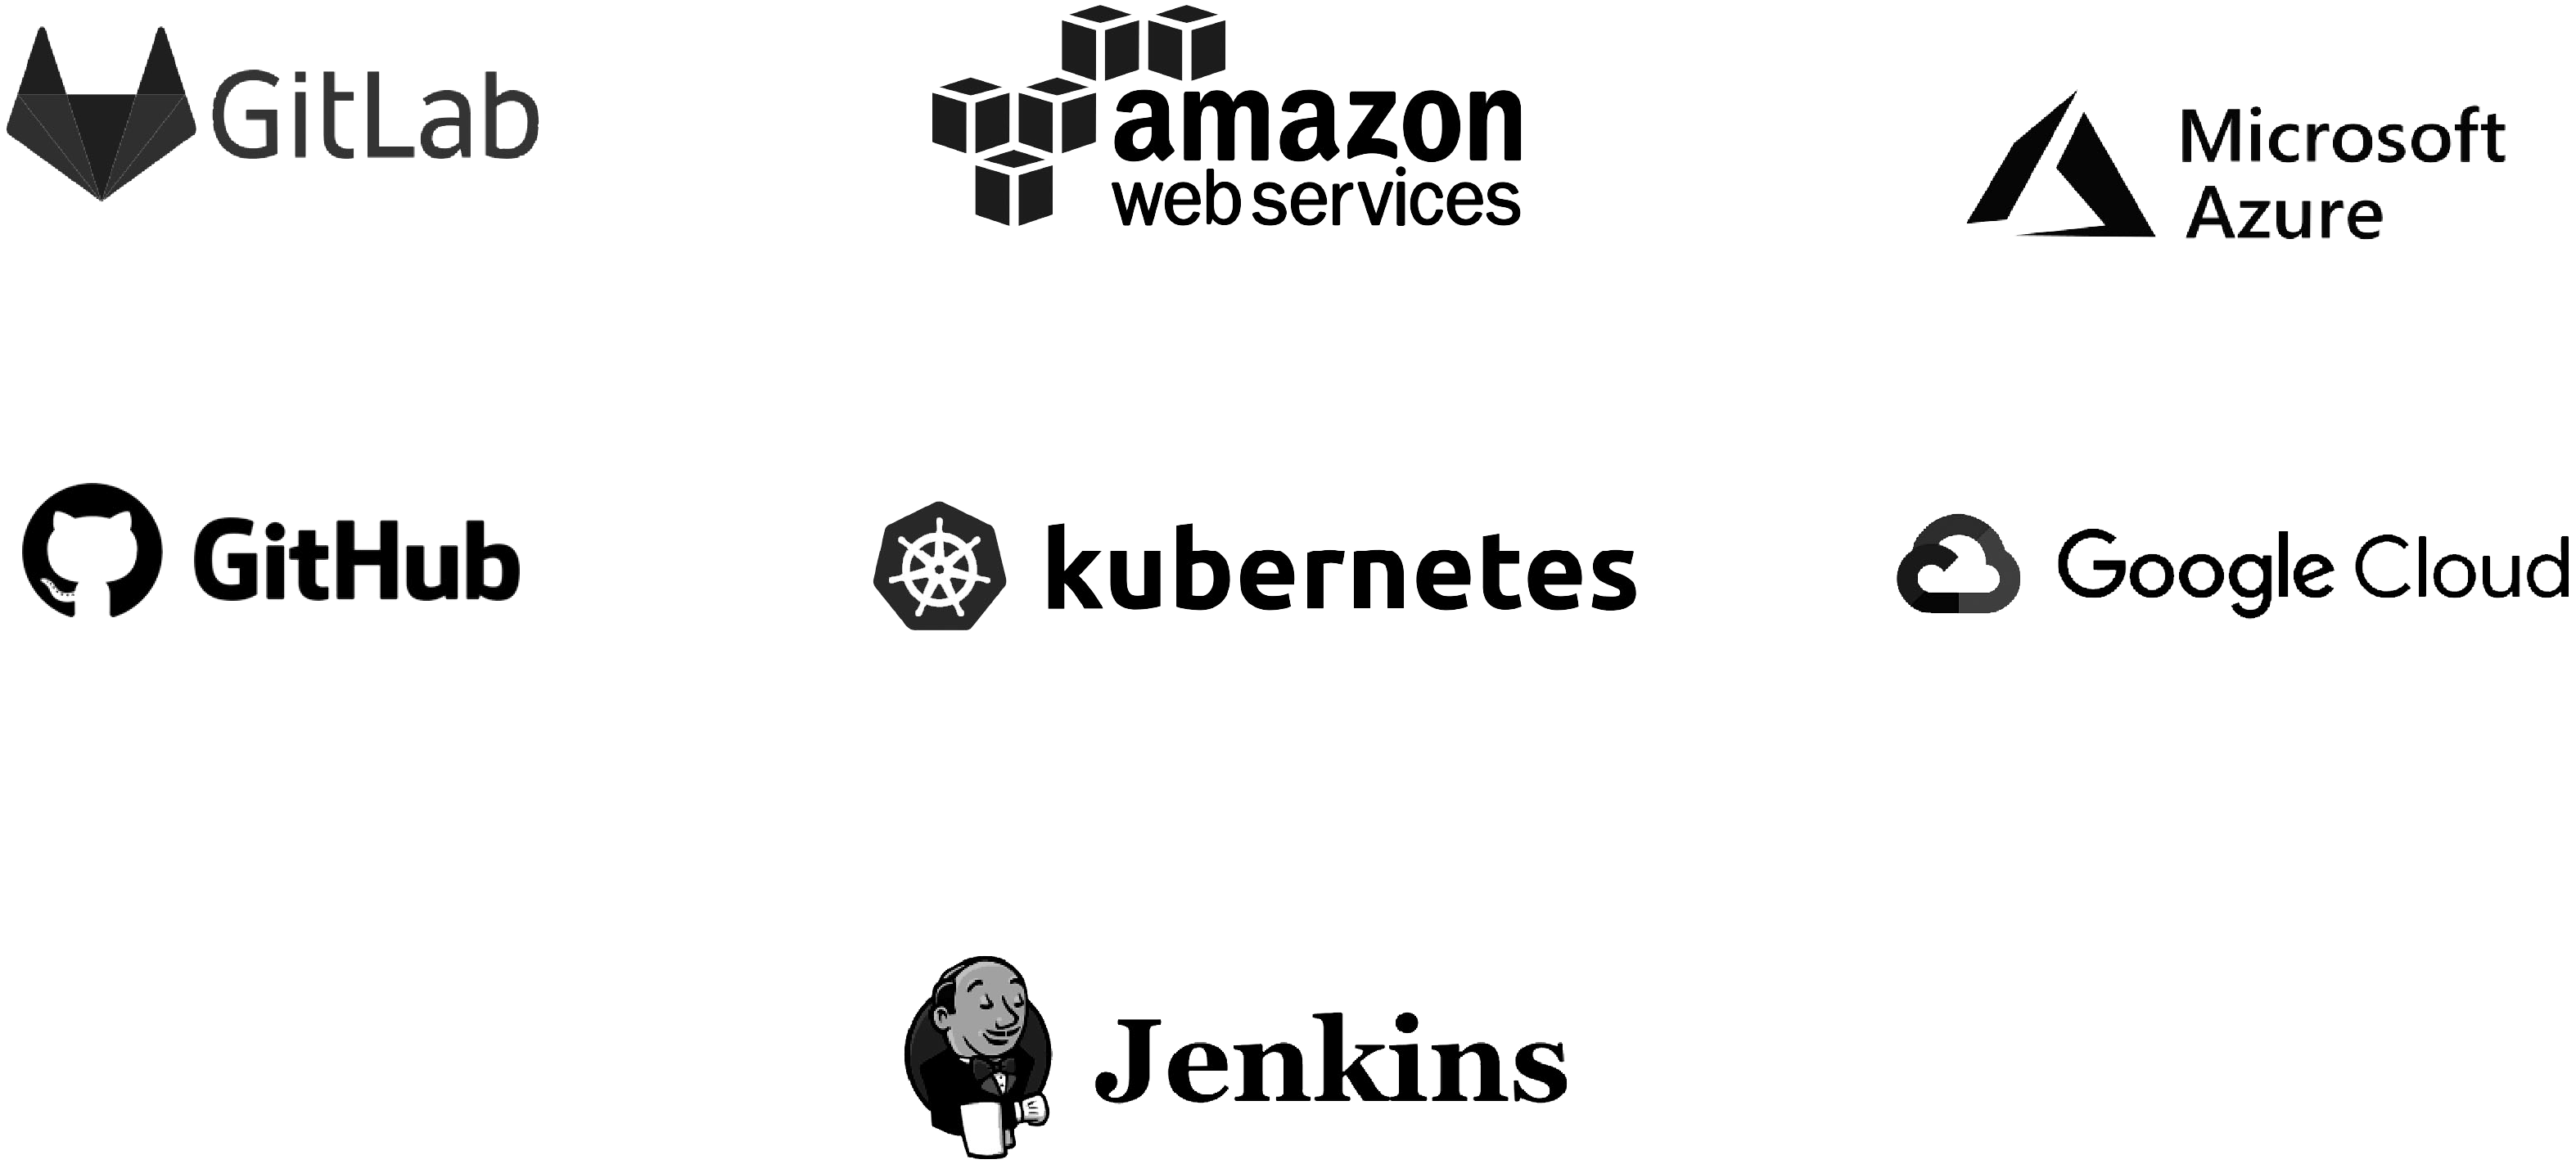 GitLab
amazon
web services
Microsoft
Azure
GitHub
kubernetes
Google Cloud
Jenkins